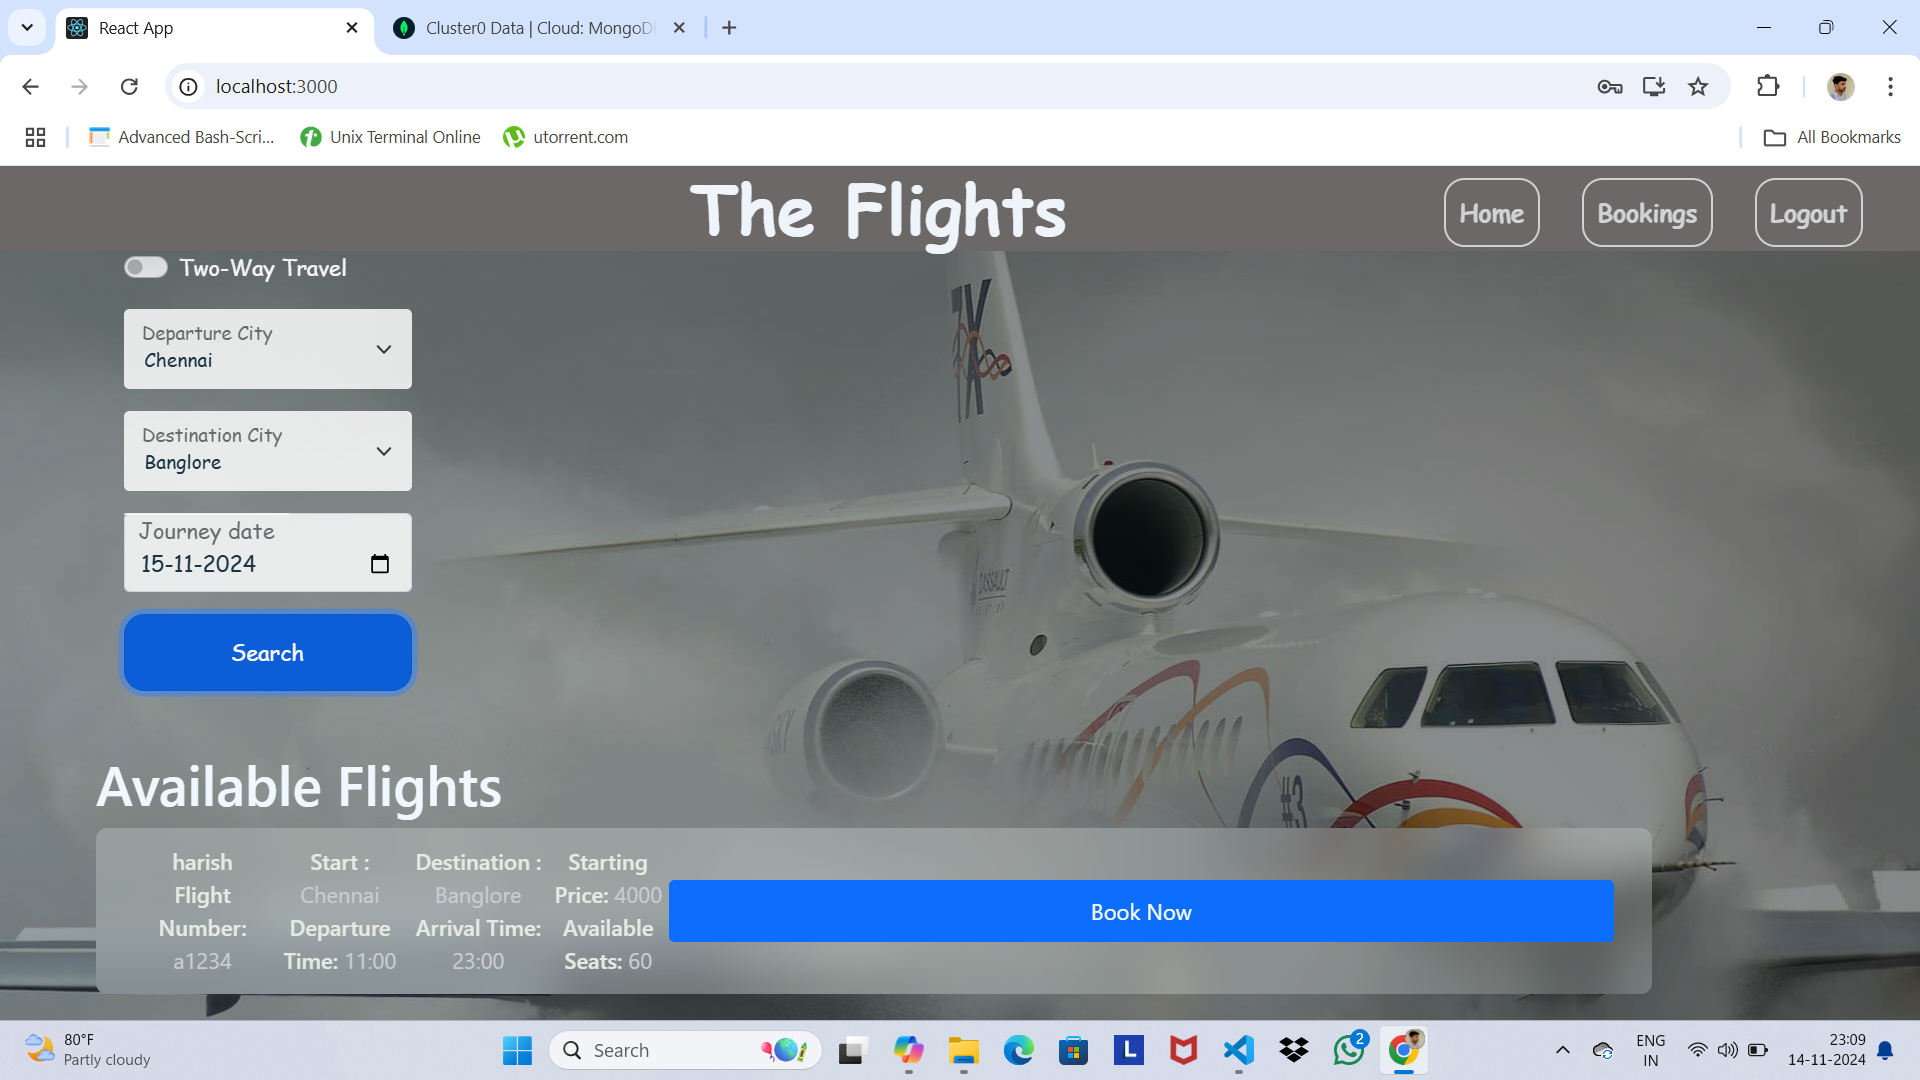 React App
Cluster0 Data | Cloud: MongoD
localhost:3000
Advanced Bash-Scri...
Unix Terminal Online
utorrent.com
All Bookmarks
The Flights
Home
Bookings
Logout
Two-Way Travel
Departure City
Chennai
Destination City
Banglore
Journey date
15-11-2024
Search
7X
DASSAULT
Available Flights
harish
Flight
Number:
a1234
Start :
Chennai
Departure
Time: 11:00
Destination :
Banglore
Arrival Time:
23:00
Starting
Price: 4000
Available
Seats: 60
Book Now
80°F
Partly cloudy
Search
L
2
ENG
IN
23:09
14-11-2024